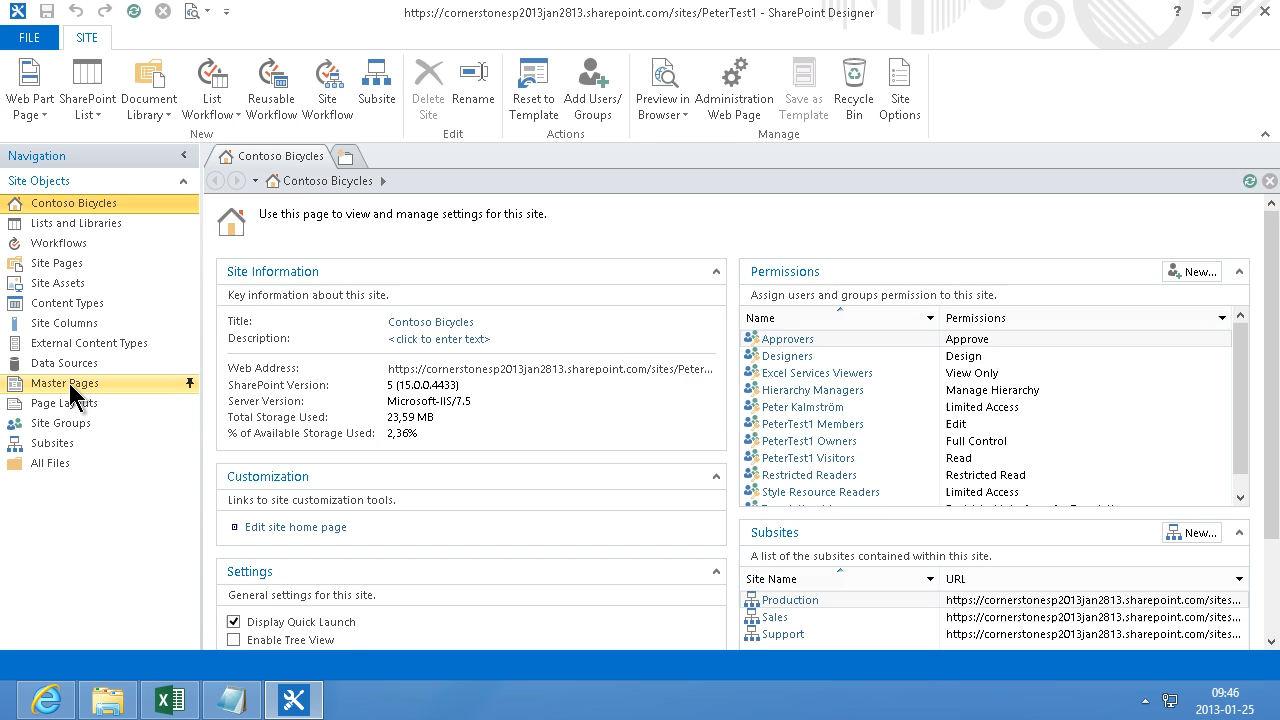 https://cornerstonesp2013jan2813.sharepoint.com/sites/PeterTest1 - SharePoint Designer
FILE
SITE
Web Part Page
SharePoint List
Document Library
List Workflow
Reusable Workflow
Site Workflow
Subsite
Delete Site
Rename
Reset to Template
Add Users/ Groups
Preview in Browser
Administration Web Page
Save as Template
Recycle Bin
Site Options
New
Edit
Actions
Manage
Navigation
Site Objects
Contoso Bicycles
Lists and Libraries
Workflows
Site Pages
Site Assets
Content Types
Site Columns
External Content Types
Data Sources
Master Pages
Page Layouts
Site Groups
Subsites
All Files
Contoso Bicycles
Contoso Bicycles
Use this page to view and manage settings for this site.
Site Information
Key information about this site.
Title: Contoso Bicycles
Description: <click to enter text>
Web Address: https://cornerstonesp2013jan2813.sharepoint.com/sites/Peter...
SharePoint Version: 5 (15.0.0.4433)
Server Version: Microsoft-IIS/7.5
Total Storage Used: 23,59 MB
% of Available Storage Used: 2,36%
Customization
Links to site customization tools.
Edit site home page
Settings
General settings for this site.
Display Quick Launch
Enable Tree View
Permissions
New...
Assign users and groups permission to this site.
Name Permissions
Approvers Approve
Designers Design
Excel Services Viewers View Only
Hierarchy Managers Manage Hierarchy
Peter Kalmström Limited Access
PeterTest1 Members Edit
PeterTest1 Owners Full Control
PeterTest1 Visitors Read
Restricted Readers Restricted Read
Style Resource Readers Limited Access
Subsites
New...
A list of the subsites contained within this site.
Site Name URL
Production https://cornerstonesp2013jan2813.sharepoint.com/sites...
Sales https://cornerstonesp2013jan2813.sharepoint.com/sites...
Support https://cornerstonesp2013jan2813.sharepoint.com/sites...
09:46
2013-01-25